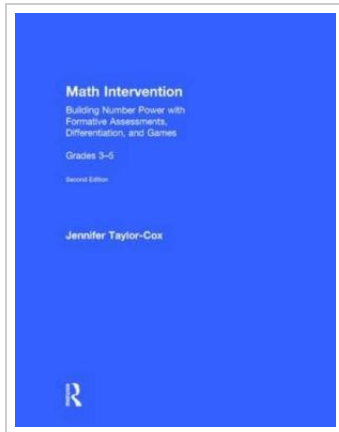 Math Intervention
Building Number Power with
Formative Assessments,
Differentiation, and Games
Grades 3–5
Second Edition
Jennifer Taylor-Cox
R